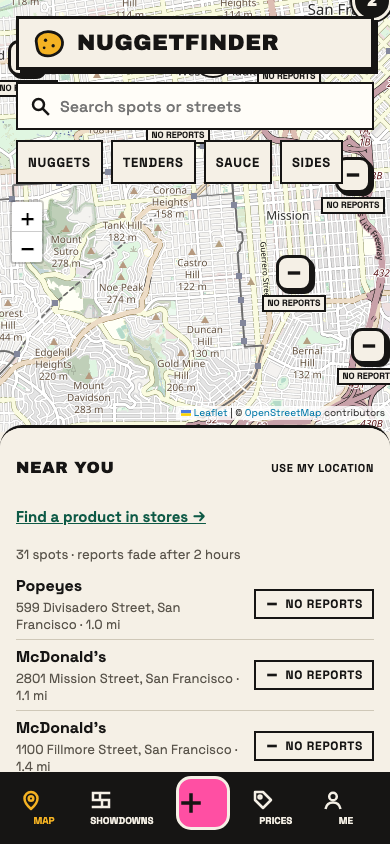 San Fr
2
NUGGETFINDER
NO REPORTS
Search spots or streets
NO REPORTS
NUGGETS
TENDERS
SAUCE
SIDES
NO REPORTS
Corona
Heights
158 m
Mission
+
−
Tank Hill
182 m
Mount
Sutro
278 m
Castro
Hill
122 m
Guerrero Street
Noe Peak
274 m
NO REPORTS
Duncan
Hill
130 m
Edgehill
Heights
220 m
Gold Mine
Hill
206 m
Bernal
Hill
132 m
NO REPORT
Mount
Davidson
283 m
Leaflet | © OpenStreetMap contributors
NEAR YOU
USE MY LOCATION
Find a product in stores →
31 spots · reports fade after 2 hours
Popeyes
599 Divisadero Street, San
Francisco · 1.0 mi
– NO REPORTS
McDonald's
2801 Mission Street, San Francisco ·
1.1 mi
– NO REPORTS
McDonald's
1100 Fillmore Street, San Francisco ·
1.4 mi
– NO REPORTS
MAP
SHOWDOWNS
+
PRICES
ME